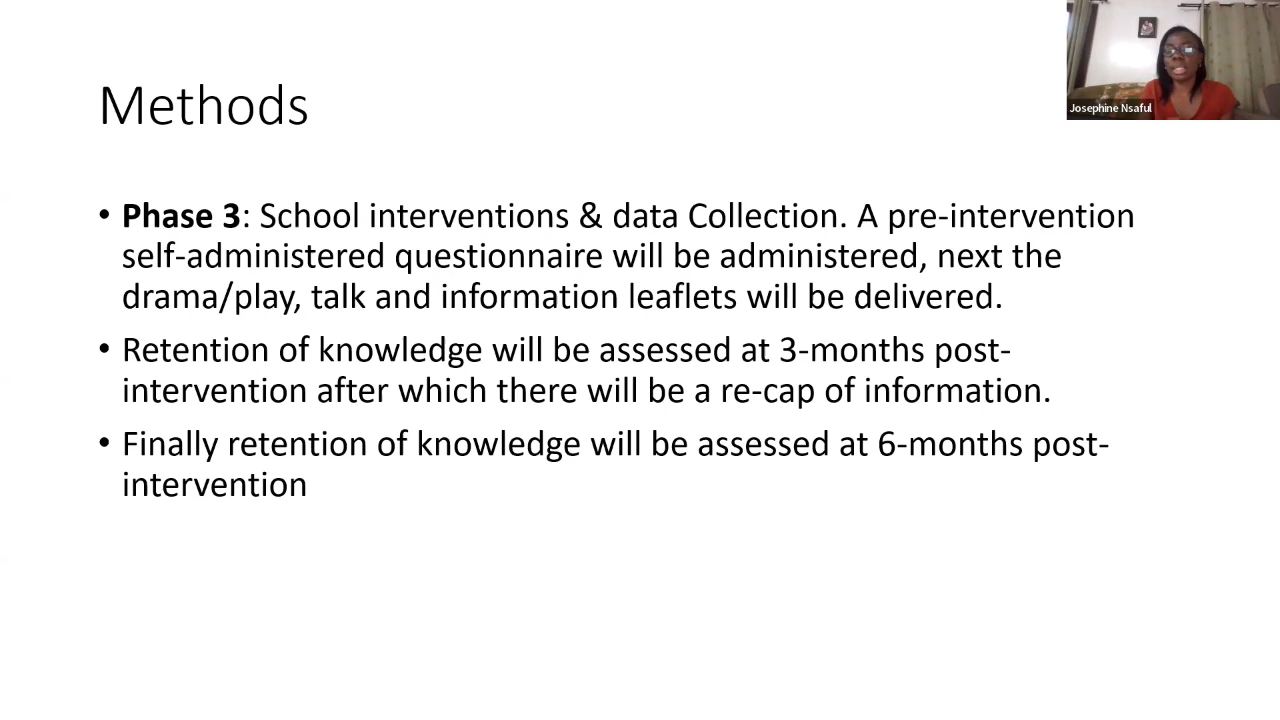 Methods
Josephine Nsaful
• Phase 3: School interventions & data Collection. A pre-intervention
self-administered questionnaire will be administered, next the
drama/play, talk and information leaflets will be delivered.
• Retention of knowledge will be assessed at 3-months post-
intervention after which there will be a re-cap of information.
• Finally retention of knowledge will be assessed at 6-months post-
intervention